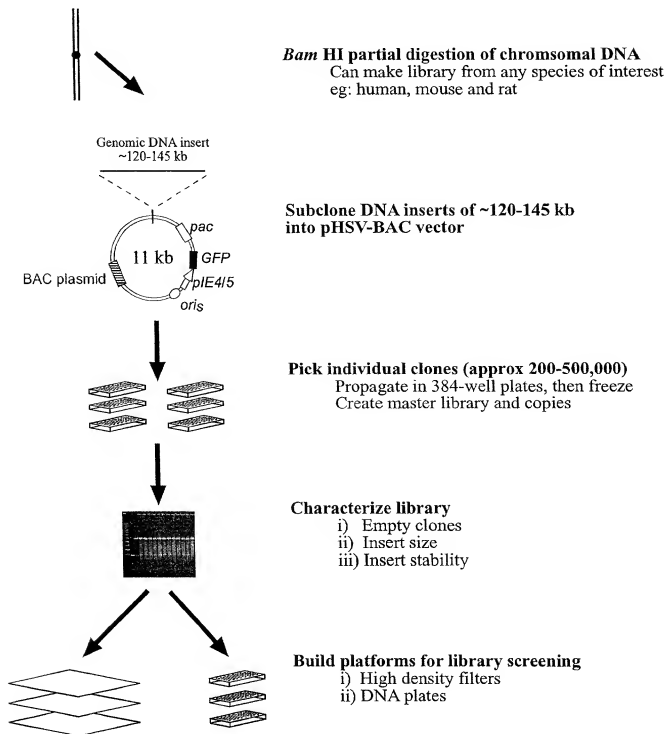 Bam HI partial digestion of chromsomal DNA
Can make library from any species of interest
eg: human, mouse and rat
Genomic DNA insert
~120-145 kb
Subclone DNA inserts of ~120-145 kb
into pHSV-BAC vector
pac
11 kb
GFP
BAC plasmid
pIE4/5
oris
Pick individual clones (approx 200-500,000)
Propagate in 384-well plates, then freeze
Create master library and copies
Characterize library
i) Empty clones
ii) Insert size
iii) Insert stability
Build platforms for library screening
i) High density filters
ii) DNA plates